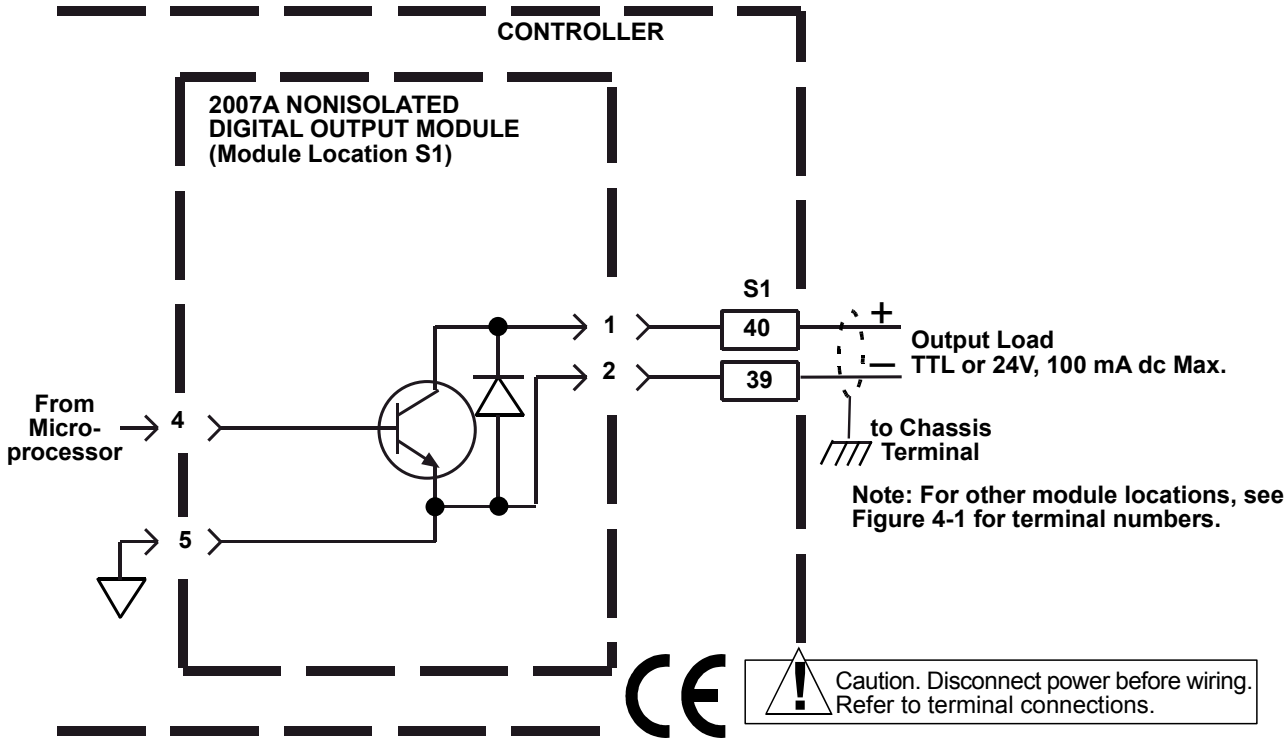 CONTROLLER
2007A NONISOLATED
DIGITAL OUTPUT MODULE
(Module Location S1)
S1
1
40
+
Output Load
2
39
–
TTL or 24V, 100 mA dc Max.
From
Micro-
processor
4
to Chassis
Terminal
5
Note: For other module locations, see
Figure 4-1 for terminal numbers.
CE
!
Caution. Disconnect power before wiring.
Refer to terminal connections.